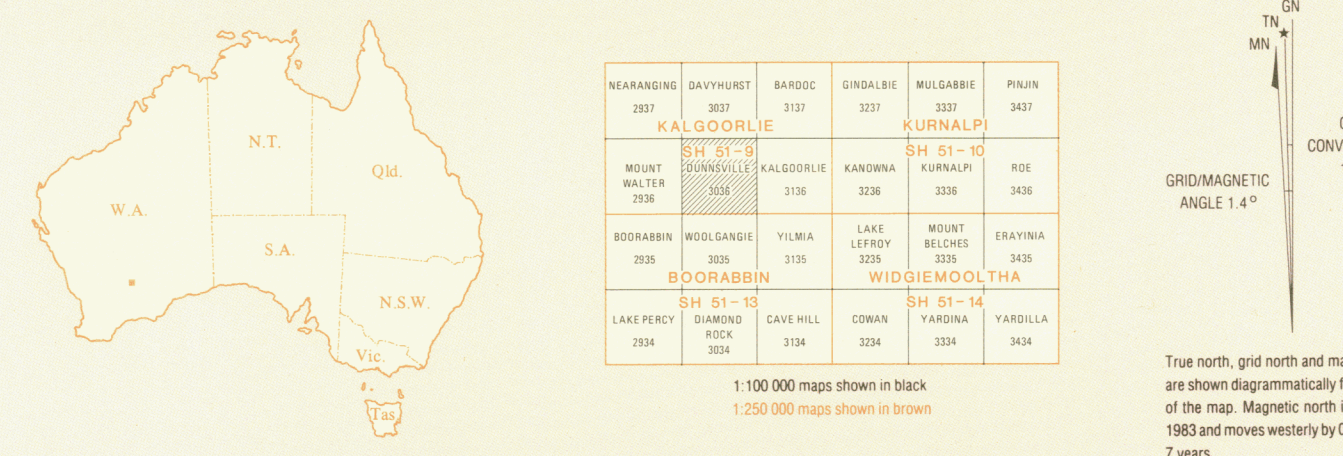 N.T.
Qld.
W.A.
S.A.
N.S.W.
Vic.
Tas.
NEARANGING DAVYHURST BARDOC GINDALBIE MULGABBIE PINJIN
2937 3037 3137 3237 3337 3437
KALGOORLIE KURNALPI
SH 51-9 SH 51-10
MOUNT WALTER 2936
DUNNSVILLE 3036
KALGOORLIE 3136
KANOWNA 3236
KURNALPI 3336
ROE 3436
BOORABBIN 2935
WOOLGANGIE 3035
YILMIA 3135
LAKE LEFROY 3235
MOUNT BELCHES 3335
ERAYINIA 3435
BOORABBIN WIDGIEMOOLTHA
SH 51-13 SH 51-14
LAKE PERCY 2934
DIAMOND ROCK 3034
CAVE HILL 3134
COWAN 3234
YARDINA 3334
YARDILLA 3434
1:100 000 maps shown in black
1:250 000 maps shown in brown
GN
TN
MN
CONV
GRID/MAGNETIC
ANGLE 1.4°
True north, grid north and ma
are shown diagrammatically f
of the map. Magnetic north i
1983 and moves westerly by 0
7 years